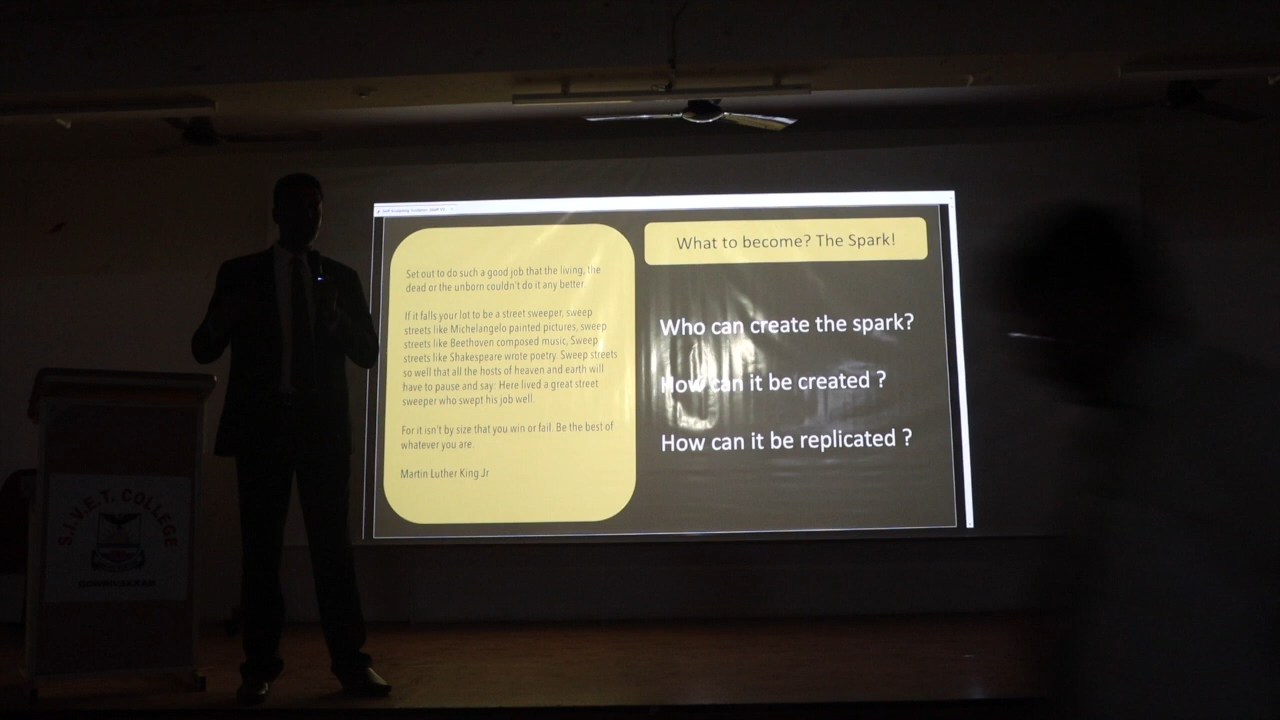 Set out to do such a good job that the living, the
dead or the unborn couldn't do it any better.
If it falls your lot to be a street sweeper, sweep
streets like Michelangelo painted pictures, sweep
streets like Beethoven composed music, Sweep
streets like Shakespeare wrote poetry. Sweep streets
so well that all the hosts of heaven and earth will
have to pause and say: Here lived a great street
sweeper who swept his job well.
For it isn't by size that you win or fail. Be the best of
whatever you are.
Martin Luther King Jr
What to become? The Spark!
Who can create the spark?
How can it be created ?
How can it be replicated ?
S.I.V.E.T. COLLEGE